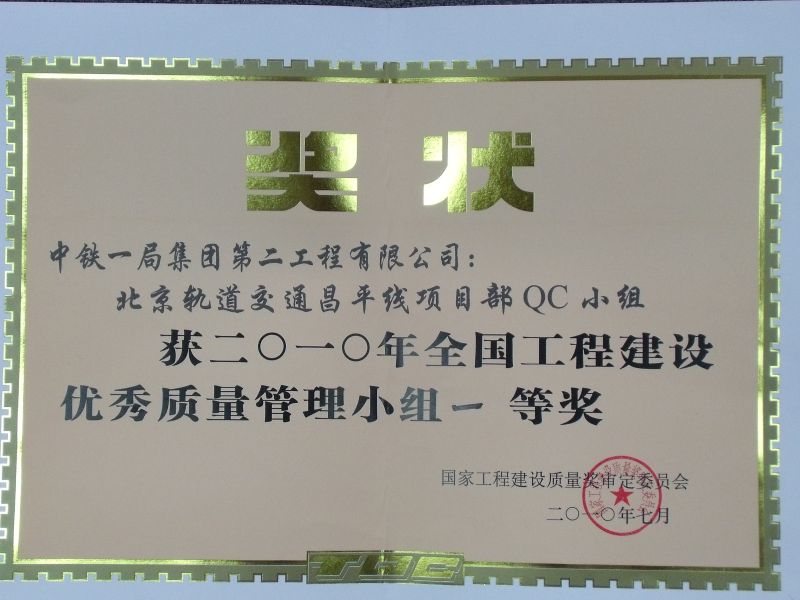 奖状
中铁一局集团第二工程有限公司：
北京轨道交通昌平线项目部QC小组
获二〇一〇年全国工程建设
优秀质量管理小组一等奖
国家工程建设质量奖审定委员会
二〇一〇年七月